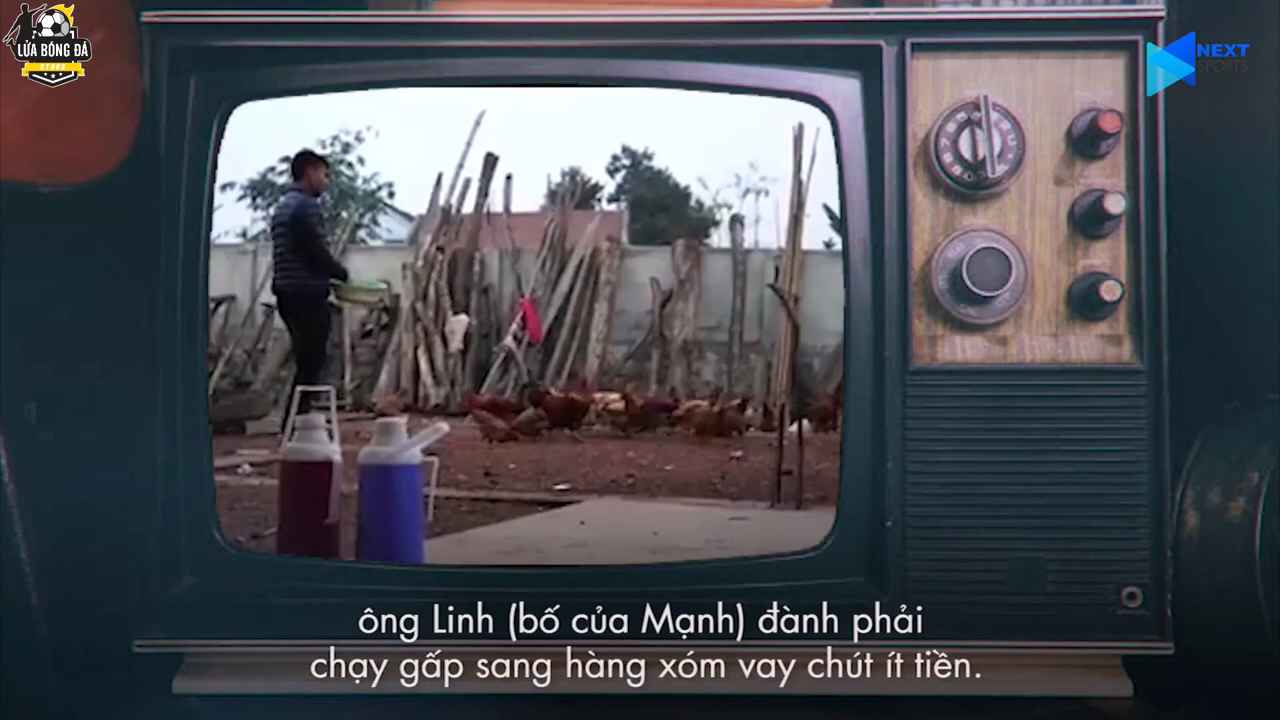 LỬA BÓNG ĐÁ
STARS
NEXT
SPORTS
ông Linh (bố của Mạnh) đành phải
chạy gấp sang hàng xóm vay chút ít tiền.